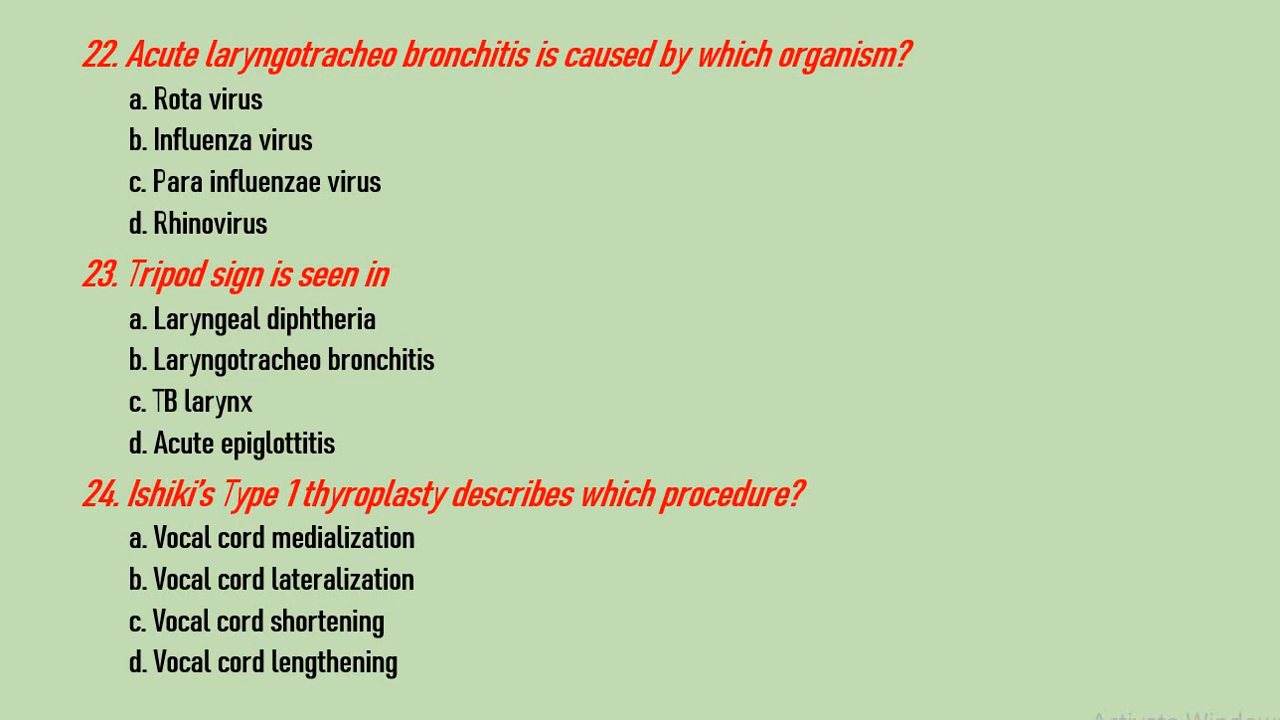 22. Acute laryngotracheo bronchitis is caused by which organism?
a. Rota virus
b. Influenza virus
c. Para influenzae virus
d. Rhinovirus
23. Tripod sign is seen in
a. Laryngeal diphtheria
b. Laryngotracheo bronchitis
c. TB larynx
d. Acute epiglottitis
24. Ishiki's Type 1 thyroplasty describes which procedure?
a. Vocal cord medialization
b. Vocal cord lateralization
c. Vocal cord shortening
d. Vocal cord lengthening